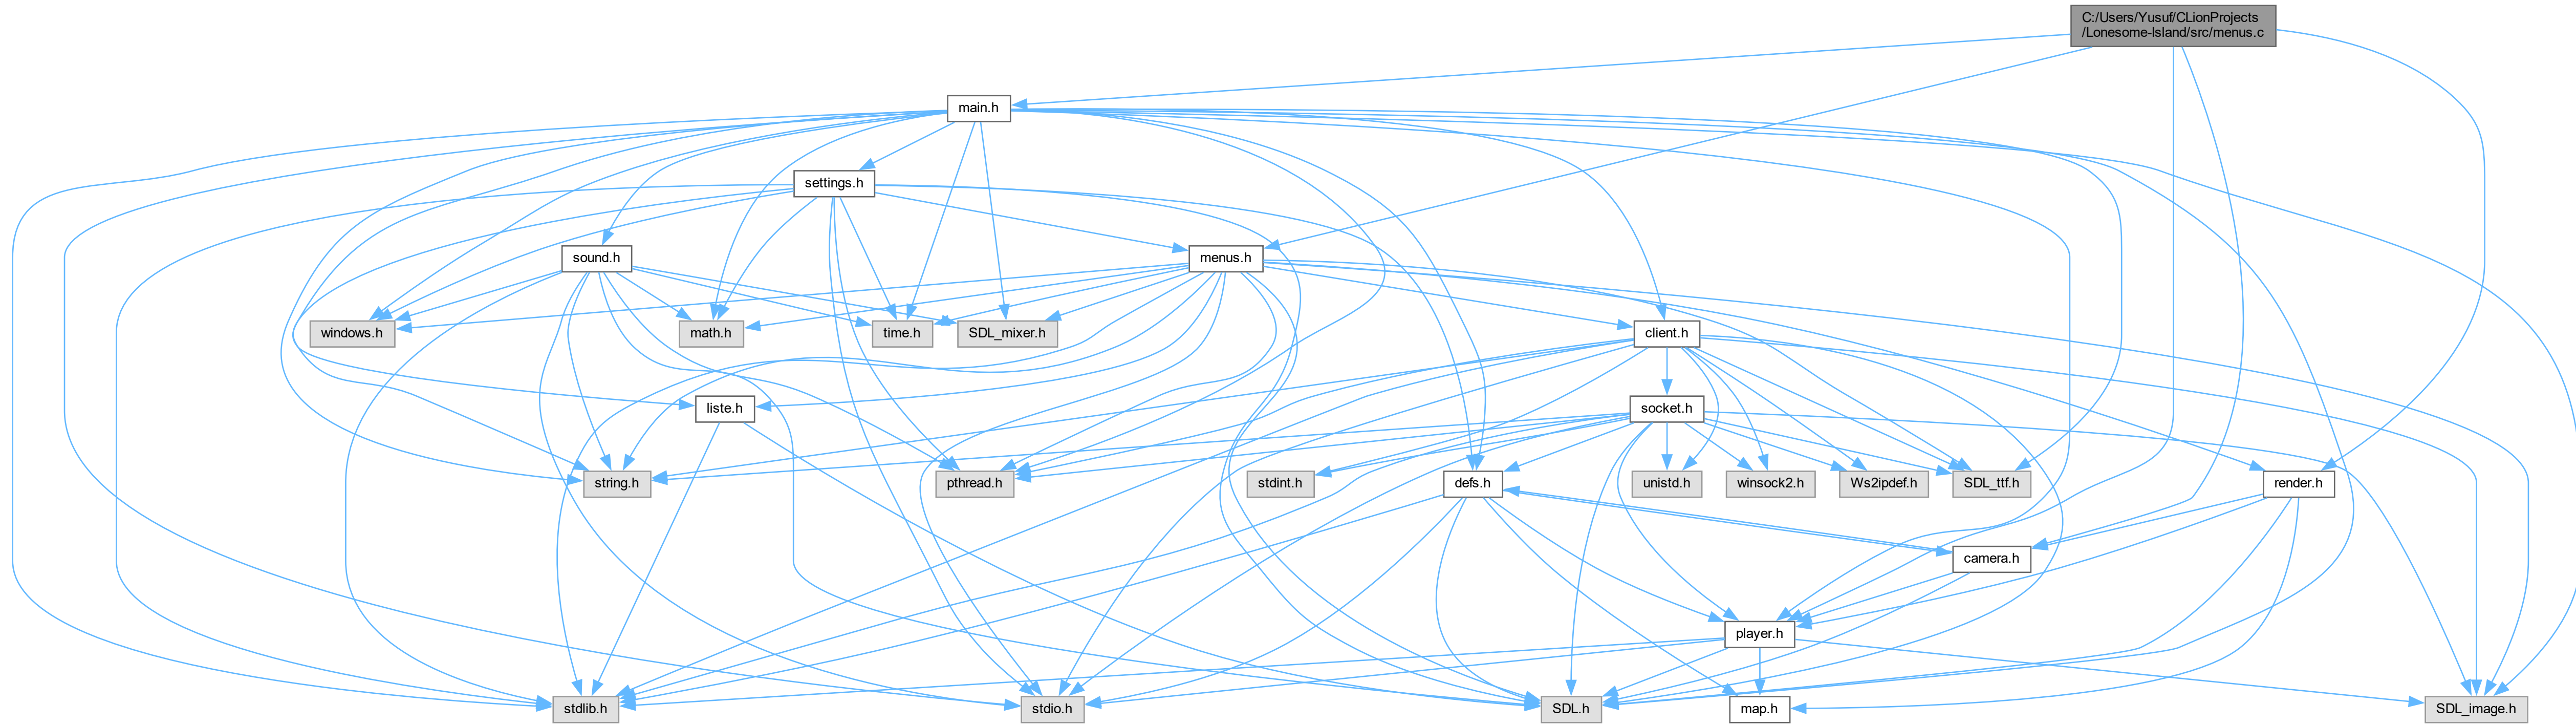 C:/Users/Yusuf/CLionProjects
/Lonesome-Island/src/menus.c
main.h
settings.h
sound.h
menus.h
windows.h
math.h
time.h
SDL_mixer.h
client.h
liste.h
socket.h
string.h
pthread.h
stdint.h
defs.h
unistd.h
winsock2.h
Ws2ipdef.h
SDL_ttf.h
render.h
camera.h
player.h
stdlib.h
stdio.h
SDL.h
map.h
SDL_image.h